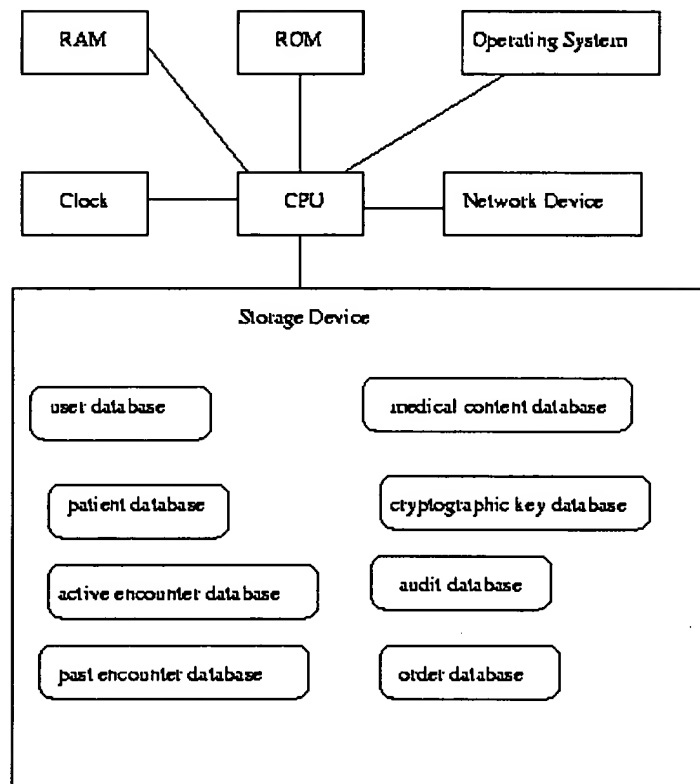 RAM
ROM
Operating System
Clock
CPU
Network Device
Storage Device
user database
medical content database
patient database
cryptographic key database
active encounter database
audit database
past encounter database
order database